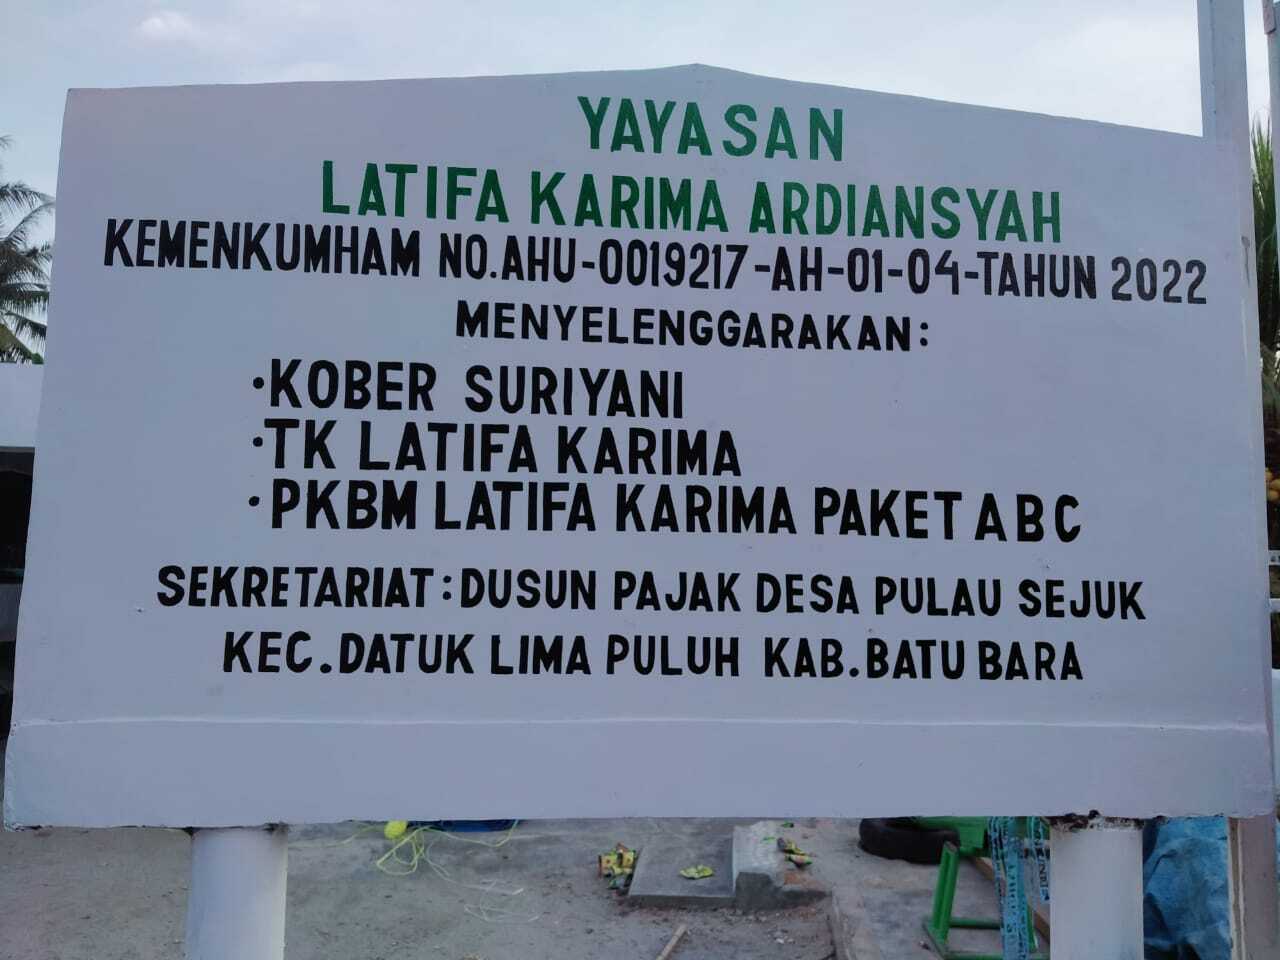 YAYASAN
LATIFA KARIMA ARDIANSYAH
KEMENKUMHAM NO.AHU-0019217-AH-01-04-TAHUN 2022
MENYELENGGARAKAN:
·KOBER SURIYANI
·TK LATIFA KARIMA
·PKBM LATIFA KARIMA PAKET A B C
SEKRETARIAT:DUSUN PAJAK DESA PULAU SEJUK
KEC.DATUK LIMA PULUH KAB.BATU BARA